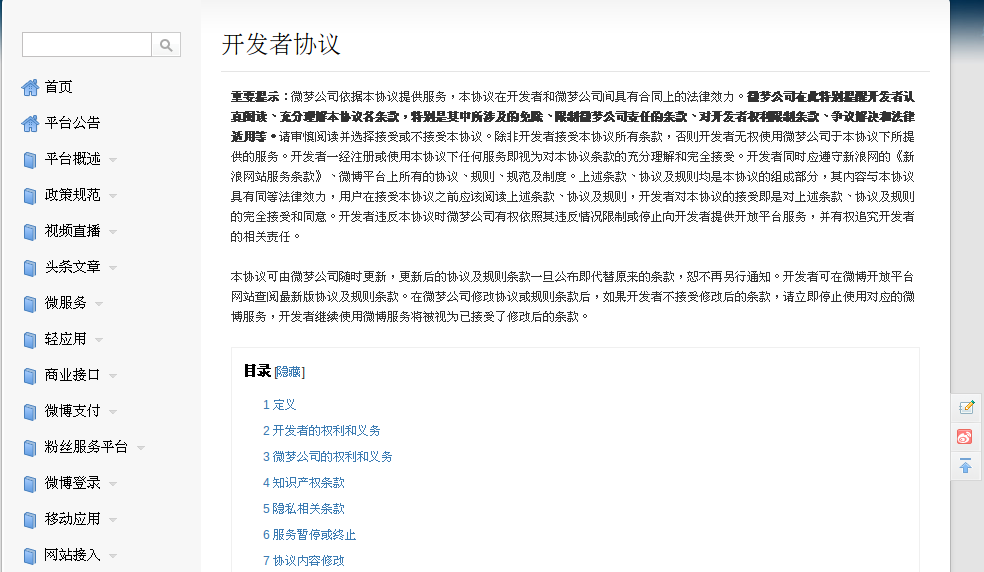 首页
平台公告
平台概述
政策规范
视频直播
头条文章
微服务
轻应用
商业接口
微博支付
粉丝服务平台
微博登录
移动应用
网站接入
开发者协议
重要提示：微梦公司依据本协议提供服务，本协议在开发者和微梦公司间具有合同上的法律效力。微梦公司在此特别提醒开发者认
真阅读、充分理解本协议各条款，特别是其中所涉及的免除、限制微梦公司责任的条款、对开发者权利限制条款、争议解决和法律
适用等。请审慎阅读并选择接受或不接受本协议。除非开发者接受本协议所有条款，否则开发者无权使用微梦公司于本协议下所提
供的服务。开发者一经注册或使用本协议下任何服务即视为对本协议条款的充分理解和完全接受。开发者同时应遵守新浪网的《新
浪网站服务条款》、微博平台上所有的协议、规则、规范及制度。上述条款、协议及规则均是本协议的组成部分，其内容与本协议
具有同等法律效力，用户在接受本协议之前应该阅读上述条款、协议及规则，开发者对本协议的接受即是对上述条款、协议及规则
的完全接受和同意。开发者违反本协议时微梦公司有权依照其违反情况限制或停止向开发者提供开放平台服务，并有权追究开发者
的相关责任。
本协议可由微梦公司随时更新，更新后的协议及规则条款一旦公布即代替原来的条款，恕不再另行通知。开发者可在微博开放平台
网站查阅最新版协议及规则条款。在微梦公司修改协议或规则条款后，如果开发者不接受修改后的条款，请立即停止使用对应的微
博服务，开发者继续使用微博服务将被视为已接受了修改后的条款。
目录 [隐藏]
1 定义
2 开发者的权利和义务
3 微梦公司的权利和义务
4 知识产权条款
5 隐私相关条款
6 服务暂停或终止
7 协议内容修改